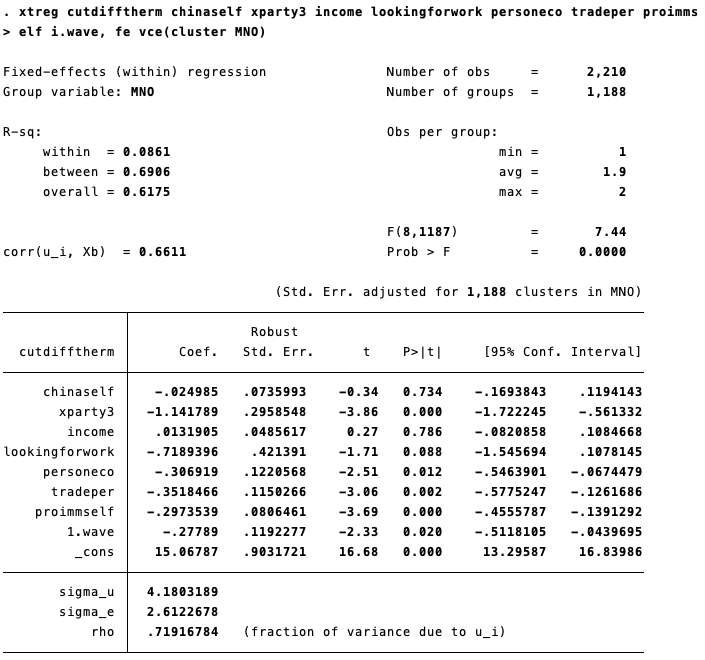 . xtreg cutdifftherm chinaself xparty3 income lookingforwork personeco tradeper proimms
> elf i.wave, fe vce(cluster MNO)
Fixed-effects (within) regression Number of obs = 2,210
Group variable: MNO Number of groups = 1,188
R-sq: Obs per group:
within = 0.0861 min = 1
between = 0.6906 avg = 1.9
overall = 0.6175 max = 2
F(8,1187) = 7.44
corr(u_i, Xb) = 0.6611 Prob > F = 0.0000
(Std. Err. adjusted for 1,188 clusters in MNO)
Robust
cutdifftherm Coef. Std. Err. t P>|t| [95% Conf. Interval]
chinaself -.024985 .0735993 -0.34 0.734 -.1693843 .1194143
xparty3 -1.141789 .2958548 -3.86 0.000 -1.722245 -.561332
income .0131905 .0485617 0.27 0.786 -.0820858 .1084668
lookingforwork -.7189396 .421391 -1.71 0.088 -1.545694 .1078145
personeco -.306919 .1220568 -2.51 0.012 -.5463901 -.0674479
tradeper -.3518466 .1150266 -3.06 0.002 -.5775247 -.1261686
proimmself -.2973539 .0806461 -3.69 0.000 -.4555787 -.1391292
1.wave -.27789 .1192277 -2.33 0.020 -.5118105 -.0439695
_cons 15.06787 .9031721 16.68 0.000 13.29587 16.83986
sigma_u 4.1803189
sigma_e 2.6122678
rho .71916784 (fraction of variance due to u_i)